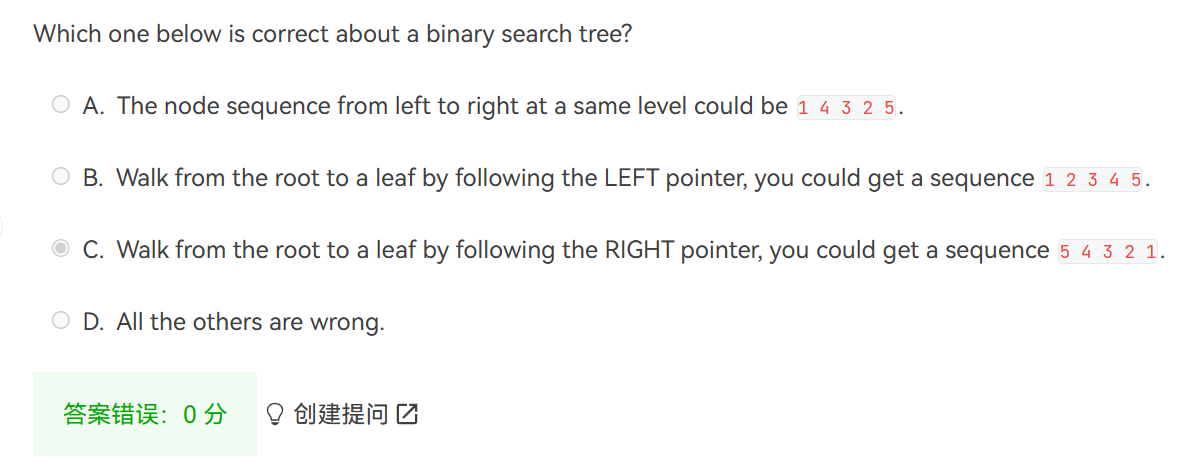 Which one below is correct about a binary search tree?
A. The node sequence from left to right at a same level could be 1 4 3 2 5.
B. Walk from the root to a leaf by following the LEFT pointer, you could get a sequence 1 2 3 4 5.
C. Walk from the root to a leaf by following the RIGHT pointer, you could get a sequence 5 4 3 2 1.
D. All the others are wrong.
答案错误：0 分 创建提问